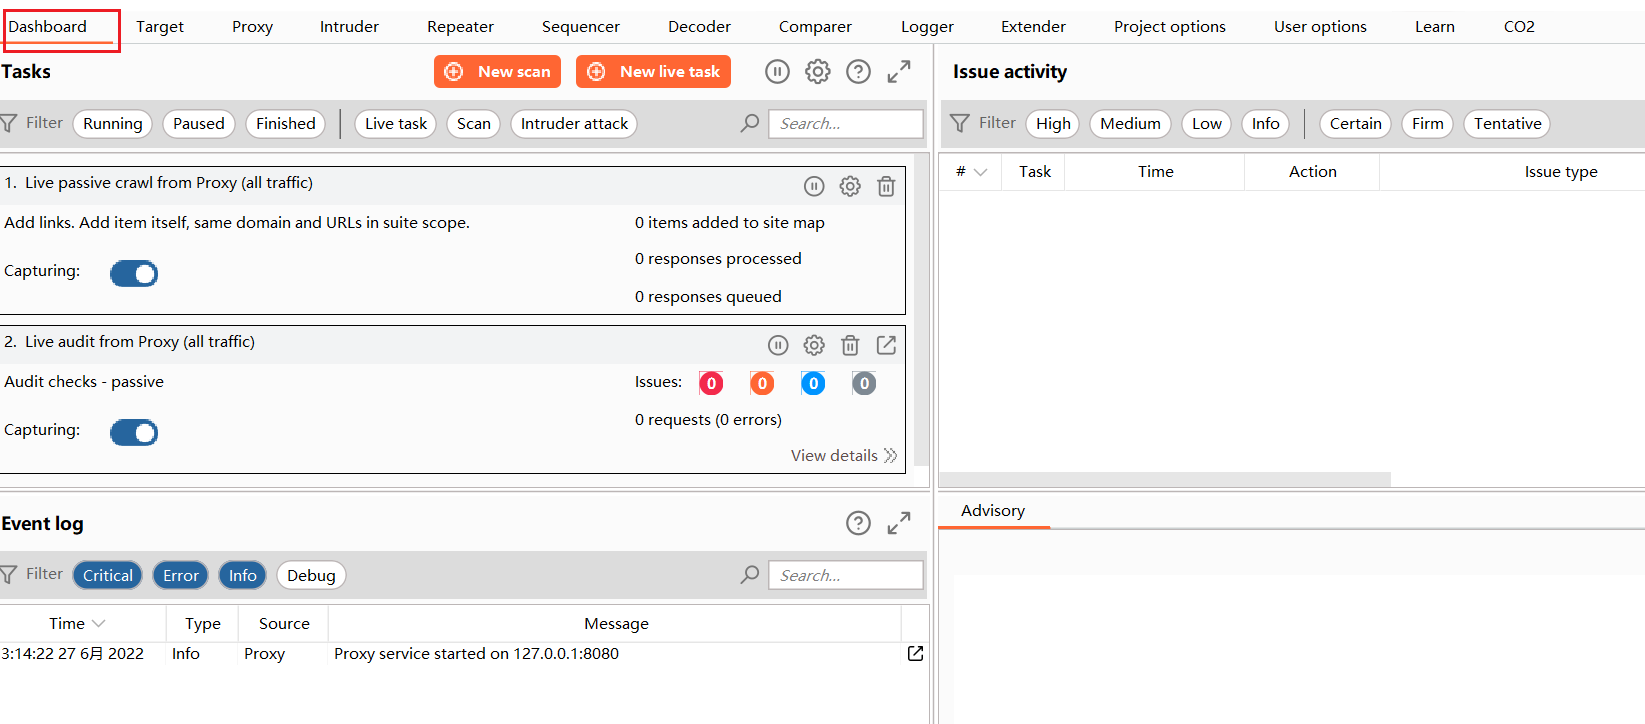 Dashboard Target Proxy Intruder Repeater Sequencer Decoder Comparer Logger Extender Project options User options Learn CO2
Tasks New scan New live task
Filter Running Paused Finished Live task Scan Intruder attack Search...
1. Live passive crawl from Proxy (all traffic)
Add links. Add item itself, same domain and URLs in suite scope. 0 items added to site map
0 responses processed
Capturing:
0 responses queued
2. Live audit from Proxy (all traffic)
Audit checks - passive Issues: 0 0 0 0
0 requests (0 errors)
Capturing:
View details
Event log
Filter Critical Error Info Debug Search...
Time Type Source Message
3:14:22 27 6月 2022 Info Proxy Proxy service started on 127.0.0.1:8080
Issue activity
Filter High Medium Low Info Certain Firm Tentative
# Task Time Action Issue type
Advisory